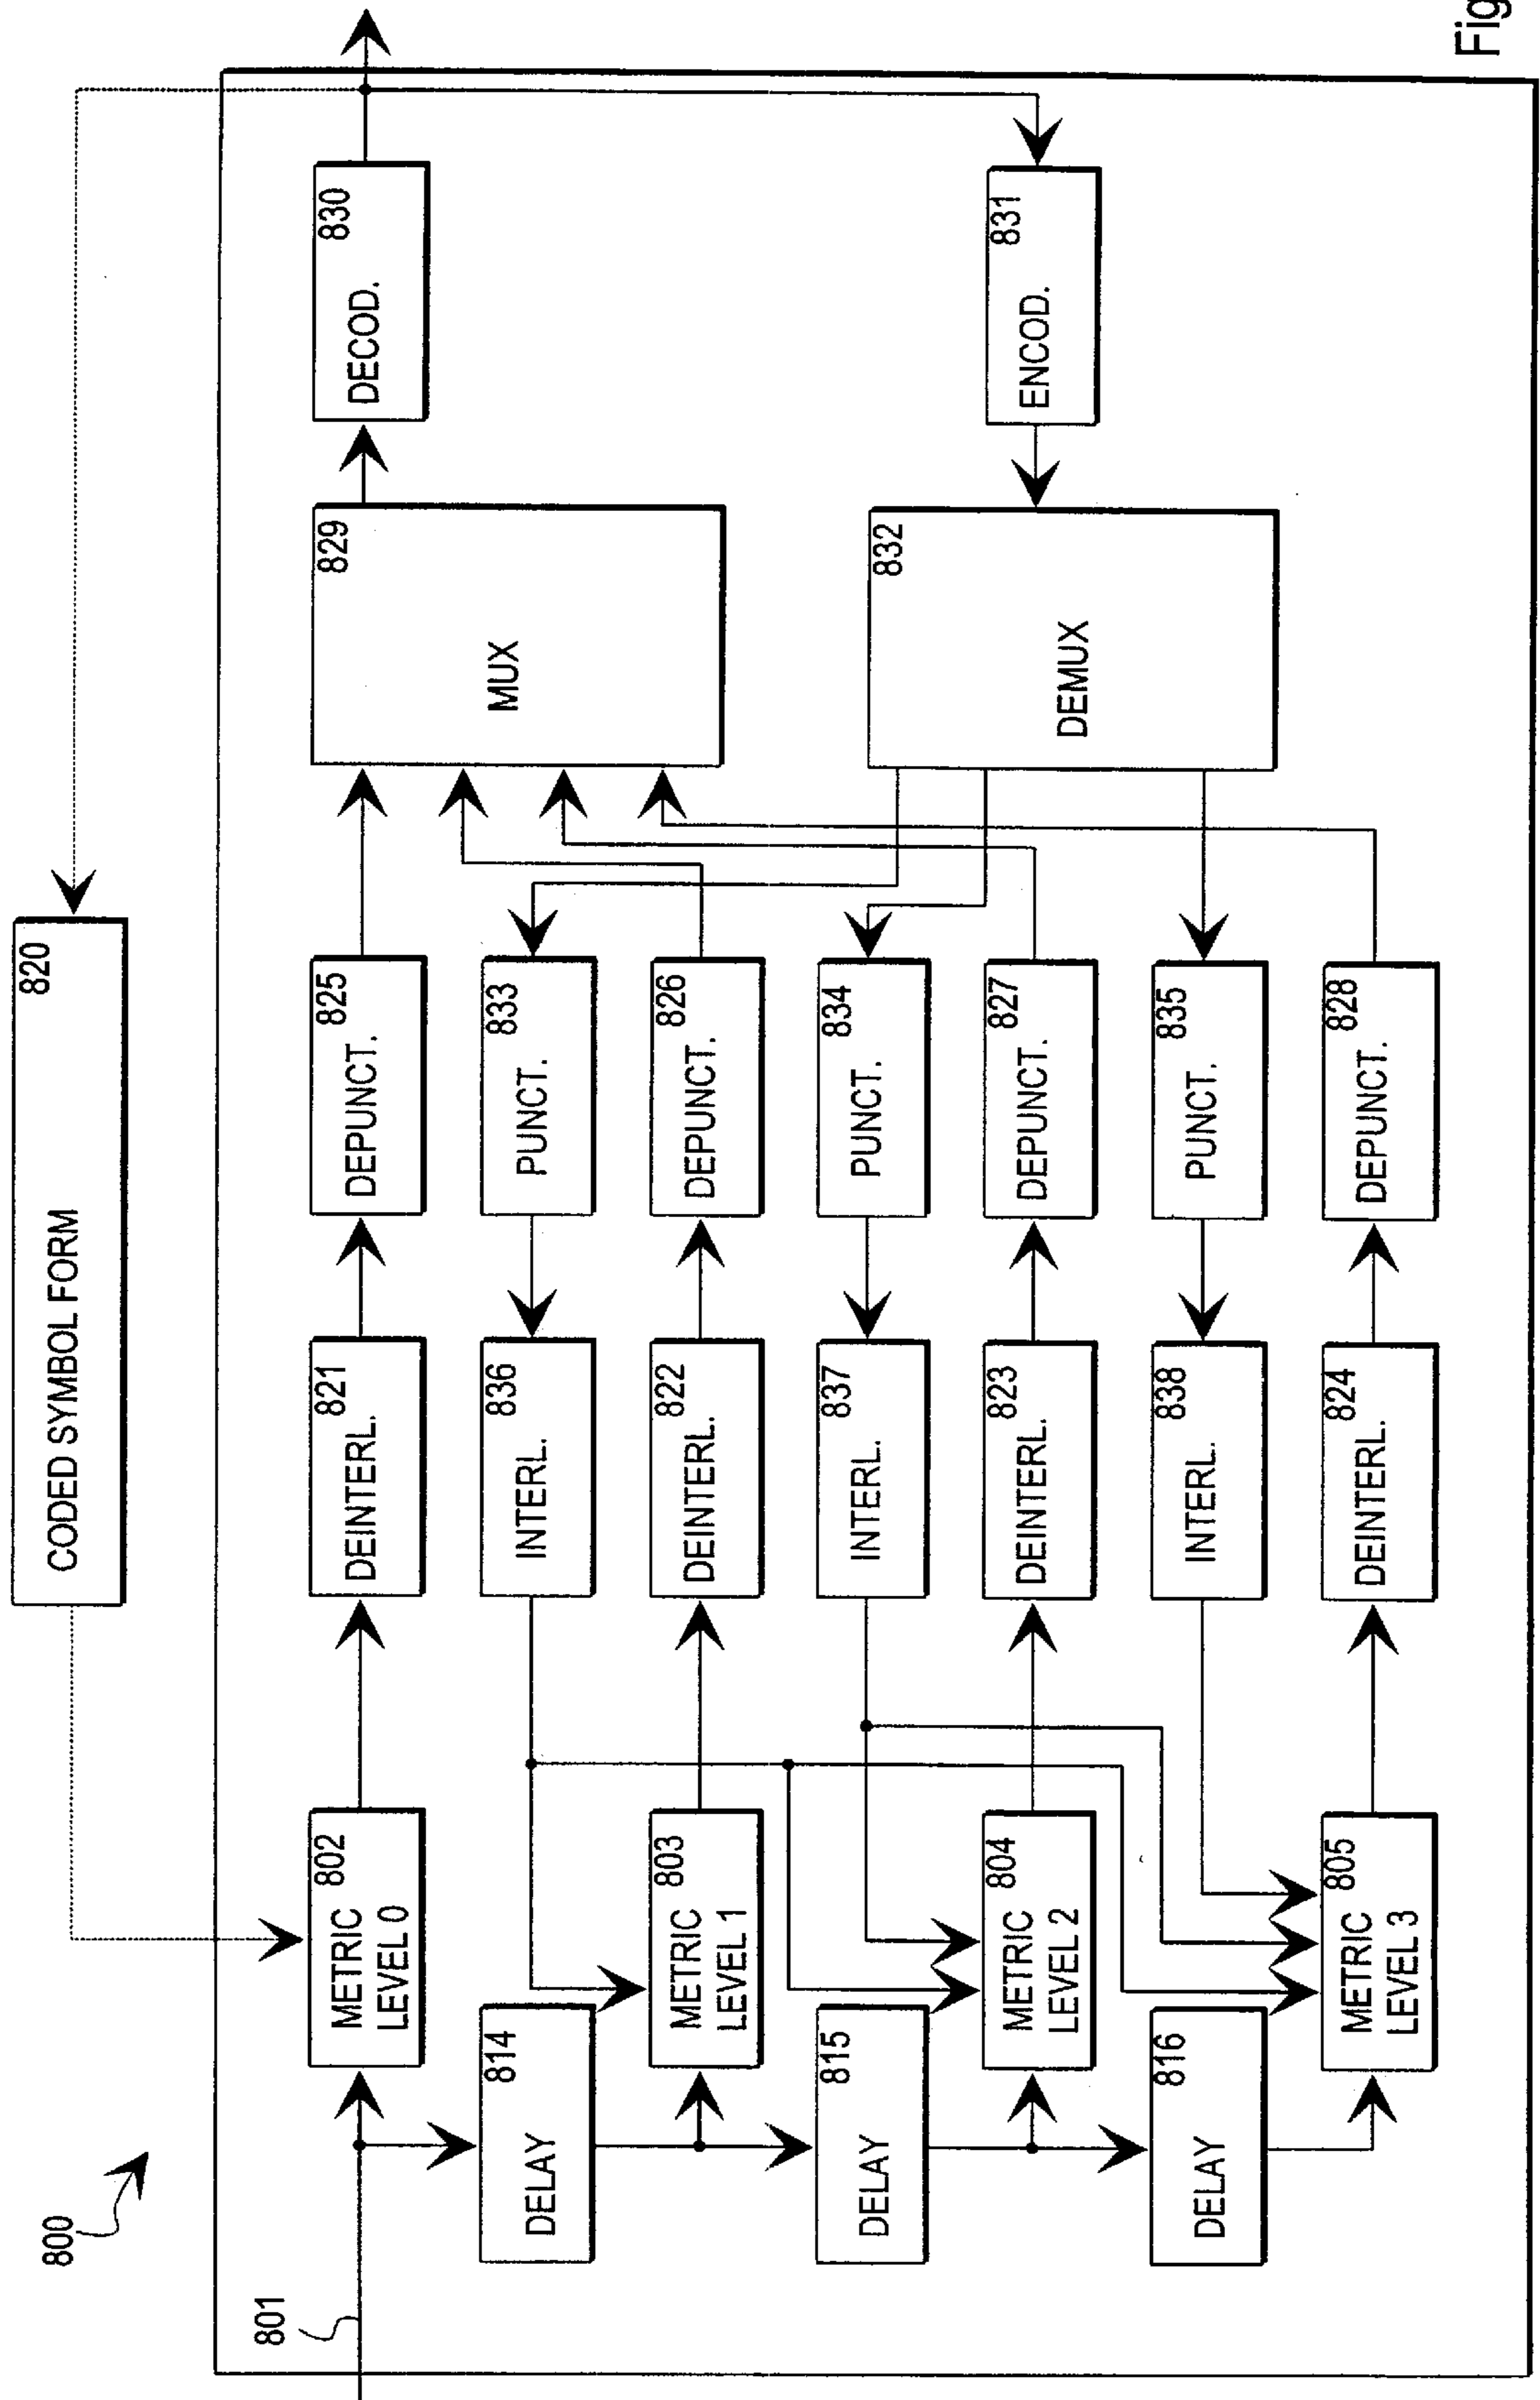 820
CODED SYMBOL FORM
800
801
802
METRIC
LEVEL 0
821
DEINTERL.
825
DEPUNCT.
829
MUX
830
DECOD.
814
DELAY
836
INTERL.
833
PUNCT.
803
METRIC
LEVEL 1
822
DEINTERL.
826
DEPUNCT.
815
DELAY
837
INTERL.
834
PUNCT.
832
DEMUX
831
ENCOD.
804
METRIC
LEVEL 2
823
DEINTERL.
827
DEPUNCT.
816
DELAY
838
INTERL.
835
PUNCT.
805
METRIC
LEVEL 3
824
DEINTERL.
828
DEPUNCT.
Fig